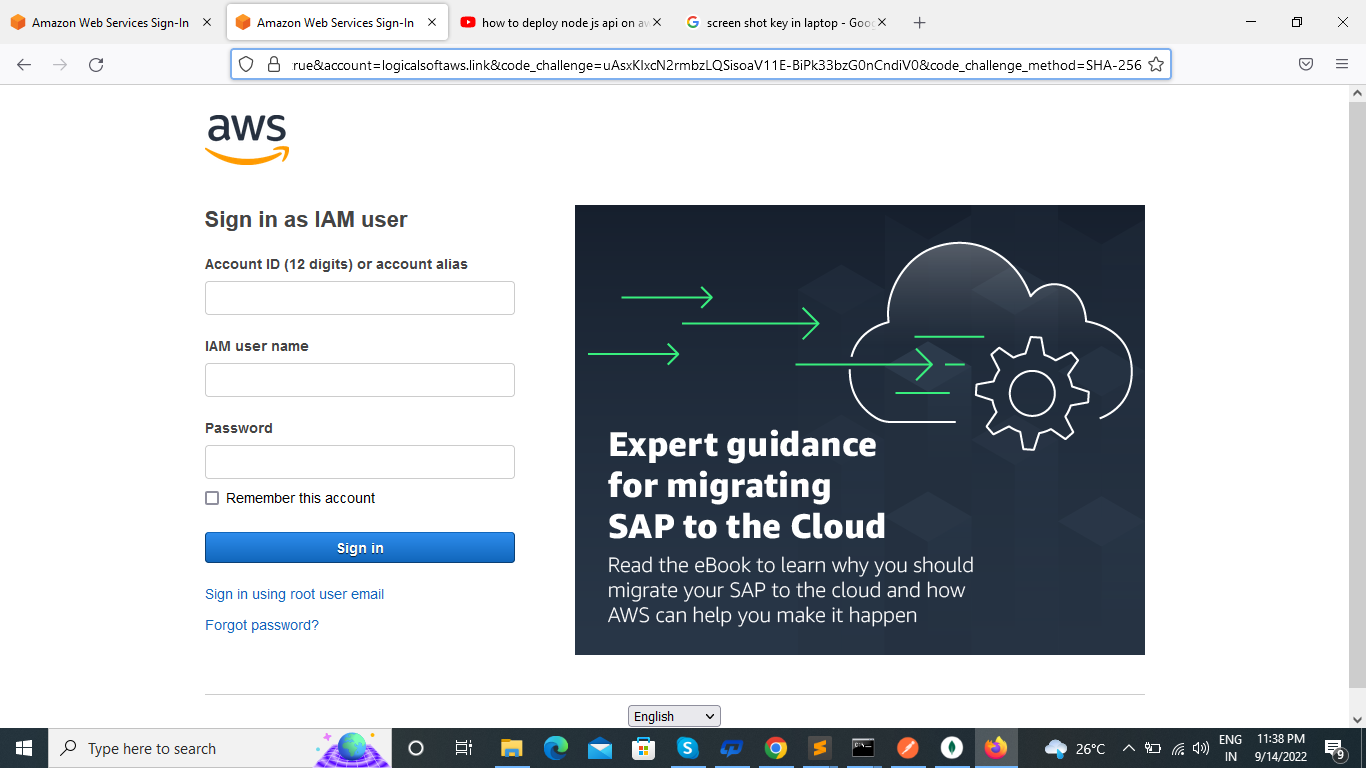 Amazon Web Services Sign-In
Amazon Web Services Sign-In
how to deploy node js api on aw
screen shot key in laptop - Goog
rue&account=logicalsoftaws.link&code_challenge=uAsxKIxcN2rmbzLQSisoaV11E-BiPk33bzG0nCndiV0&code_challenge_method=SHA-256
aws
Sign in as IAM user
Account ID (12 digits) or account alias
IAM user name
Password
Remember this account
Sign in
Sign in using root user email
Forgot password?
Expert guidance
for migrating
SAP to the Cloud
Read the eBook to learn why you should
migrate your SAP to the cloud and how
AWS can help you make it happen
English
Type here to search
26°C
ENG
IN
11:38 PM
9/14/2022
9